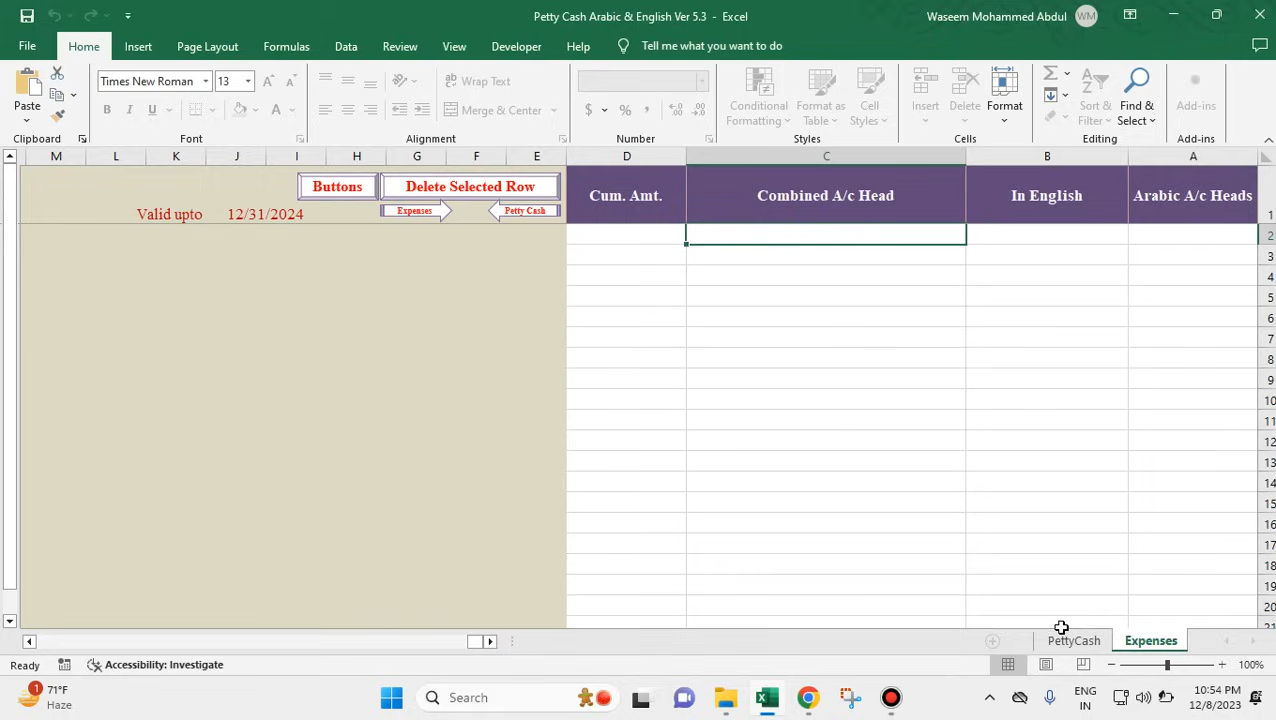 Petty Cash Arabic & English Ver 5.3 - Excel
Waseem Mohammed Abdul
WM
File
Home
Insert
Page Layout
Formulas
Data
Review
View
Developer
Help
Tell me what you want to do
Paste
Times New Roman
13
Wrap Text
Merge & Center
Conditional Formatting
Format as Table
Cell Styles
Insert
Delete
Format
Sort & Filter
Find & Select
Add-ins
Clipboard
Font
Alignment
Number
Styles
Cells
Editing
Add-ins
M L K J I H G F E D C B A
Buttons
Delete Selected Row
Valid upto 12/31/2024
Expenses
Petty Cash
Cum. Amt.
Combined A/c Head
In English
Arabic A/c Heads
1
2
3
4
5
6
7
8
9
10
11
12
13
14
15
16
17
18
19
20
21
PettyCash
Expenses
Ready
Accessibility: Investigate
100%
1
71°F
Haze
Search
ENG
IN
10:54 PM
12/8/2023